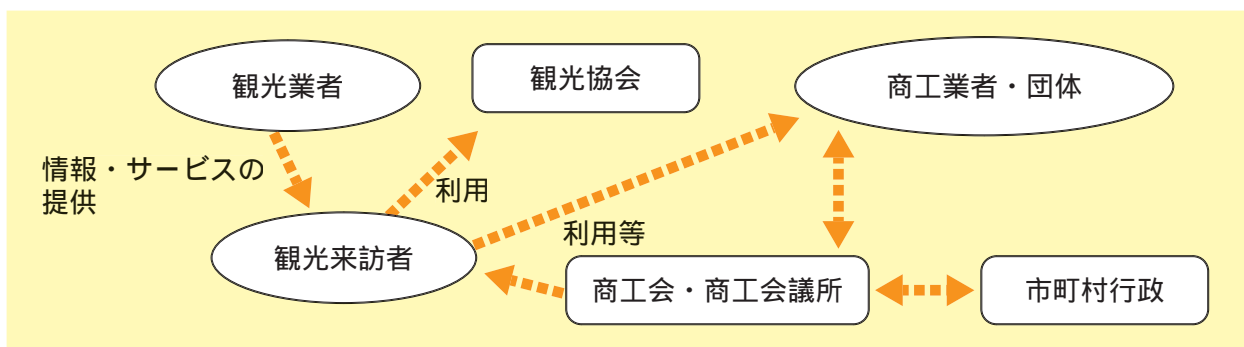 観光業者
観光協会
商工業者・団体
情報・サービスの
提供
利用
利用等
観光来訪者
商工会・商工会議所
市町村行政